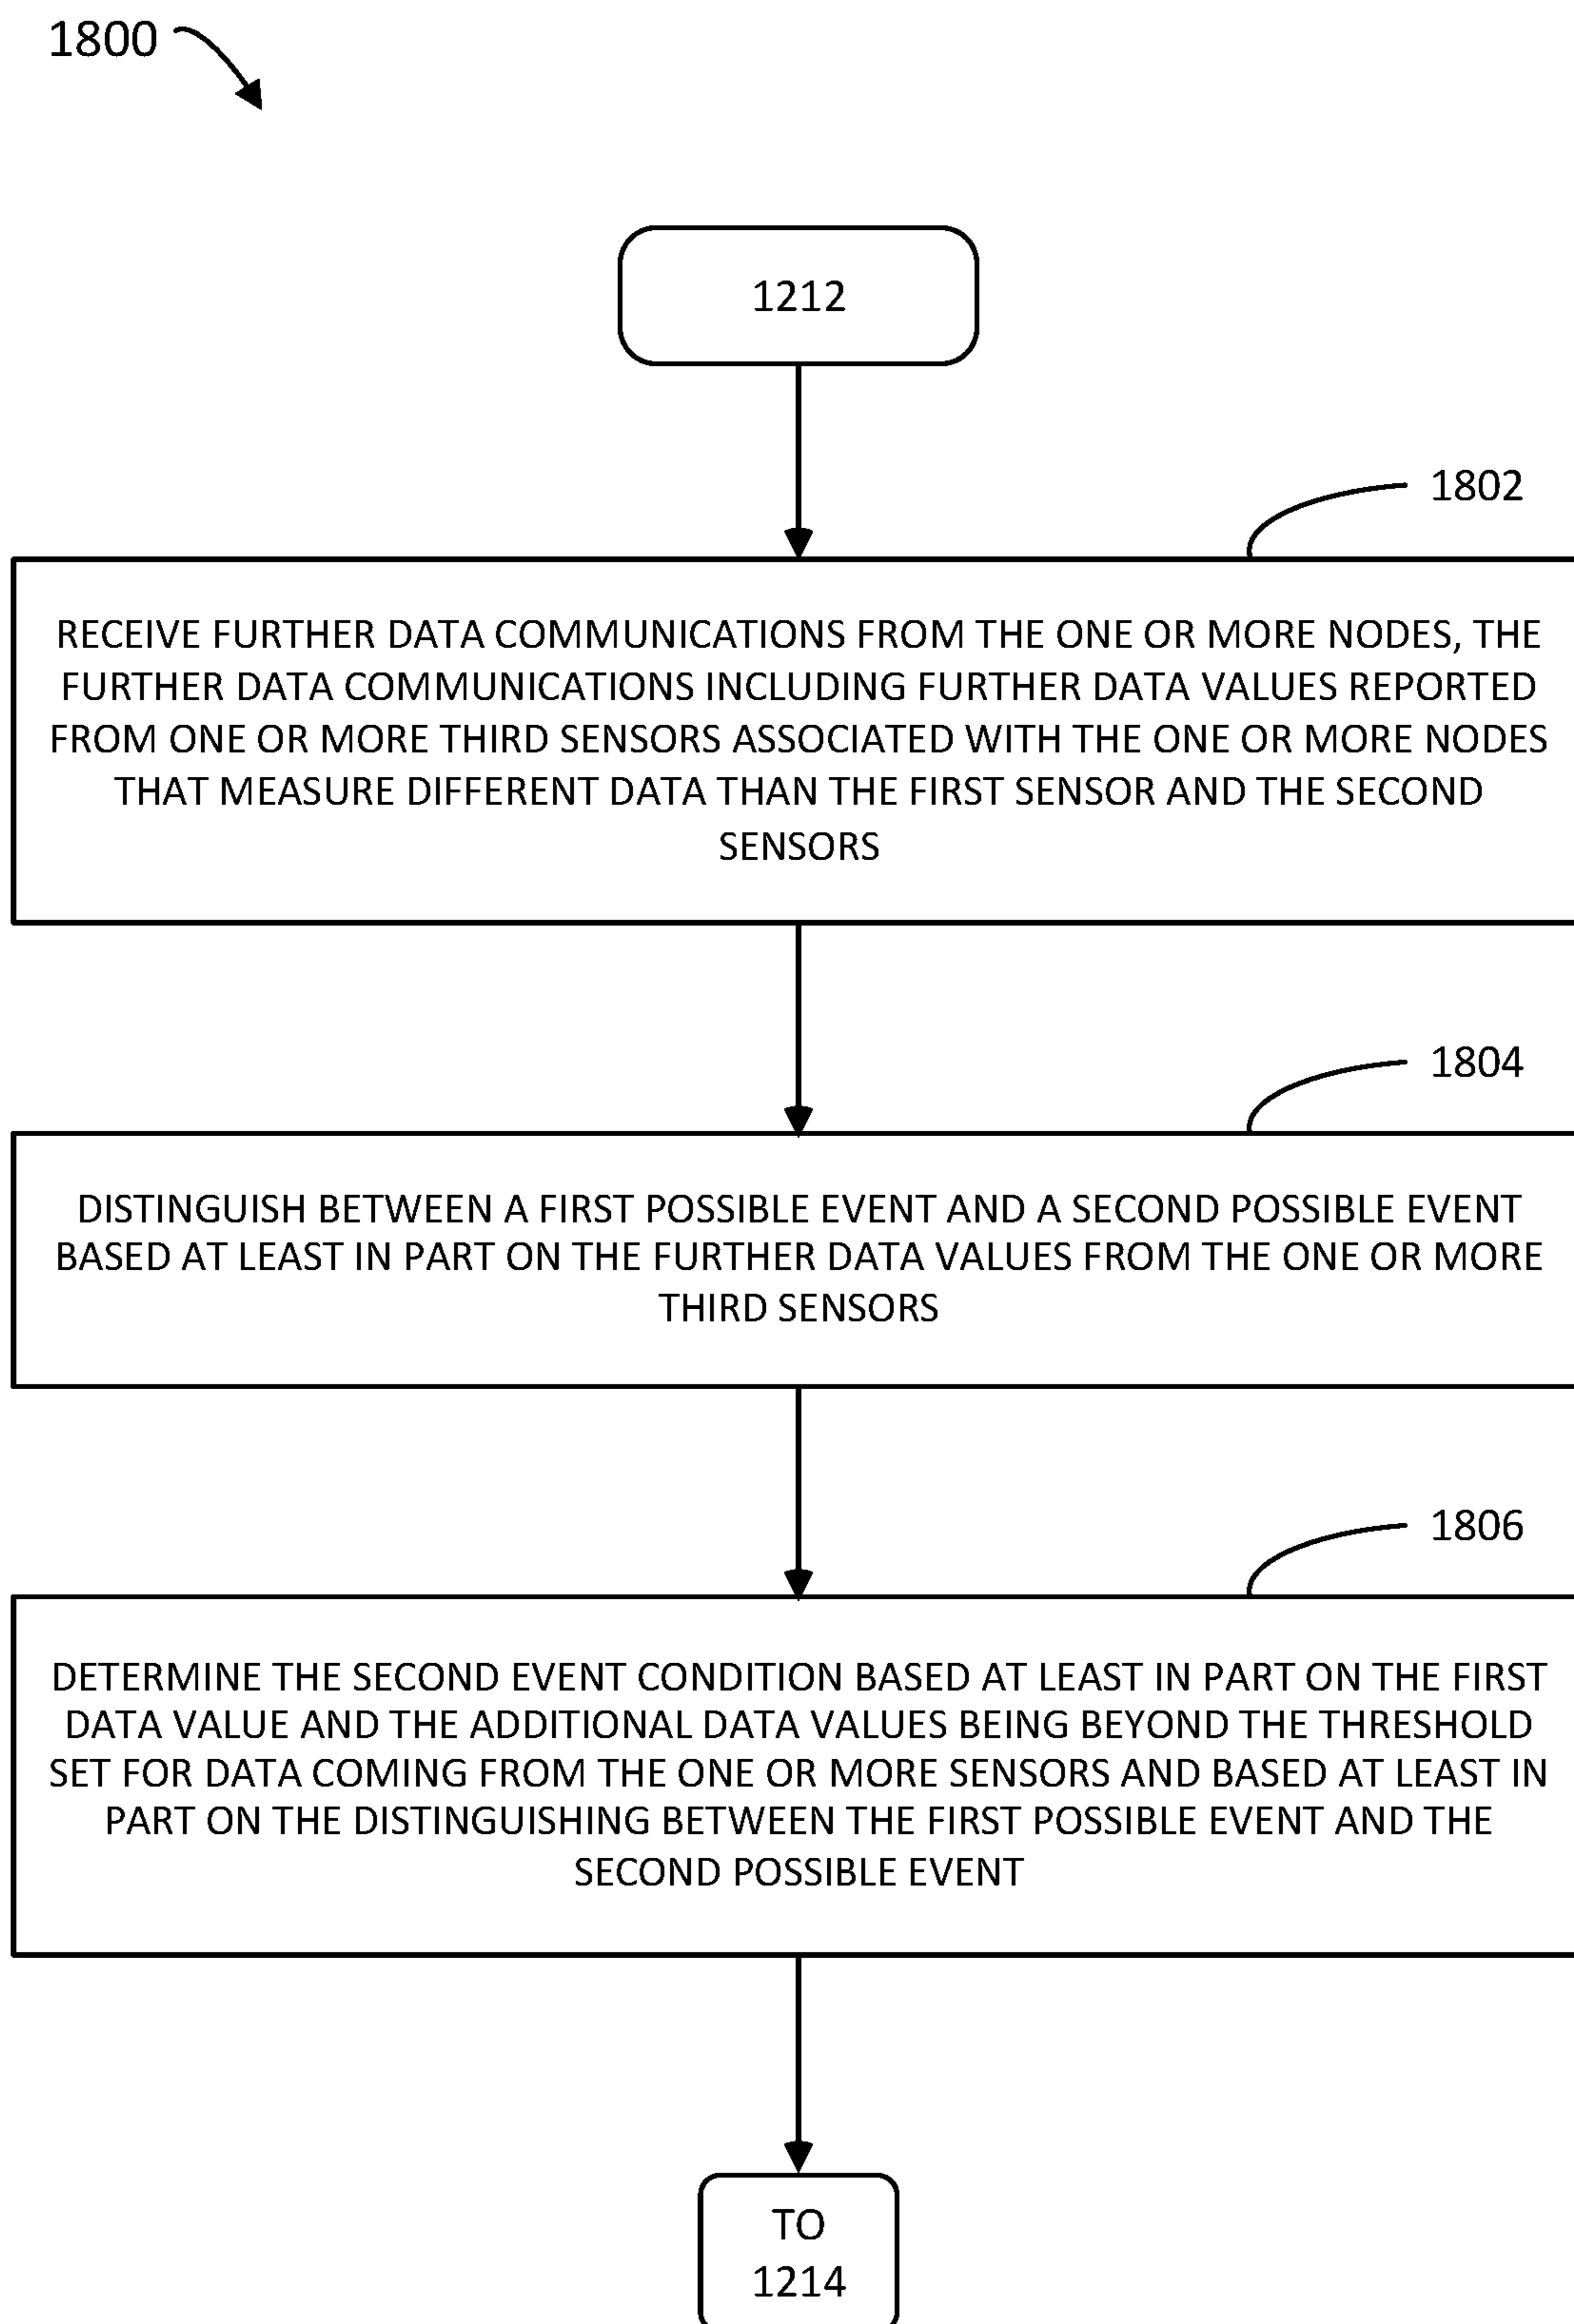 1800
1212
1802
RECEIVE FURTHER DATA COMMUNICATIONS FROM THE ONE OR MORE NODES, THE
FURTHER DATA COMMUNICATIONS INCLUDING FURTHER DATA VALUES REPORTED
FROM ONE OR MORE THIRD SENSORS ASSOCIATED WITH THE ONE OR MORE NODES
THAT MEASURE DIFFERENT DATA THAN THE FIRST SENSOR AND THE SECOND
SENSORS
1804
DISTINGUISH BETWEEN A FIRST POSSIBLE EVENT AND A SECOND POSSIBLE EVENT
BASED AT LEAST IN PART ON THE FURTHER DATA VALUES FROM THE ONE OR MORE
THIRD SENSORS
1806
DETERMINE THE SECOND EVENT CONDITION BASED AT LEAST IN PART ON THE FIRST
DATA VALUE AND THE ADDITIONAL DATA VALUES BEING BEYOND THE THRESHOLD
SET FOR DATA COMING FROM THE ONE OR MORE SENSORS AND BASED AT LEAST IN
PART ON THE DISTINGUISHING BETWEEN THE FIRST POSSIBLE EVENT AND THE
SECOND POSSIBLE EVENT
TO
1214